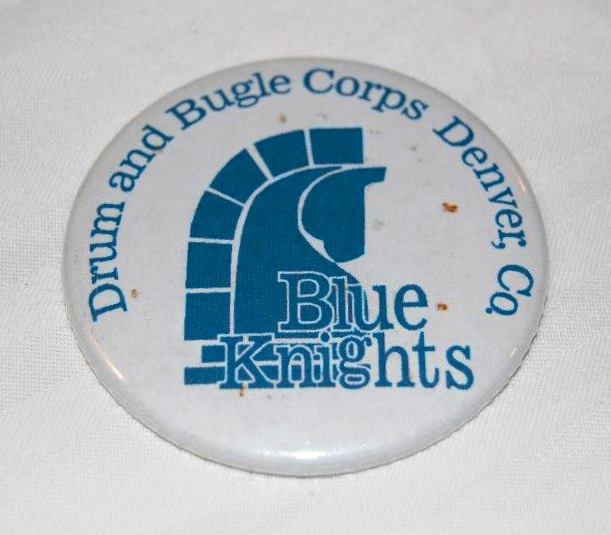 Drum and Bugle Corps Denver, Co.
Blue
Knights